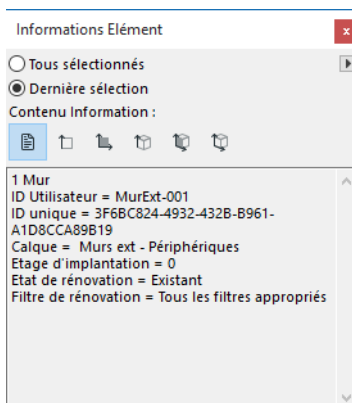 Informations Elément
x
Tous sélectionnés
Dernière sélection
Contenu Information :
1 Mur
ID Utilisateur = MurExt-001
ID unique = 3F6BC824-4932-432B-B961-
A1D8CCA89B19
Calque =  Murs ext - Périphériques
Etage d'implantation = 0
Etat de rénovation = Existant
Filtre de rénovation = Tous les filtres appropriés